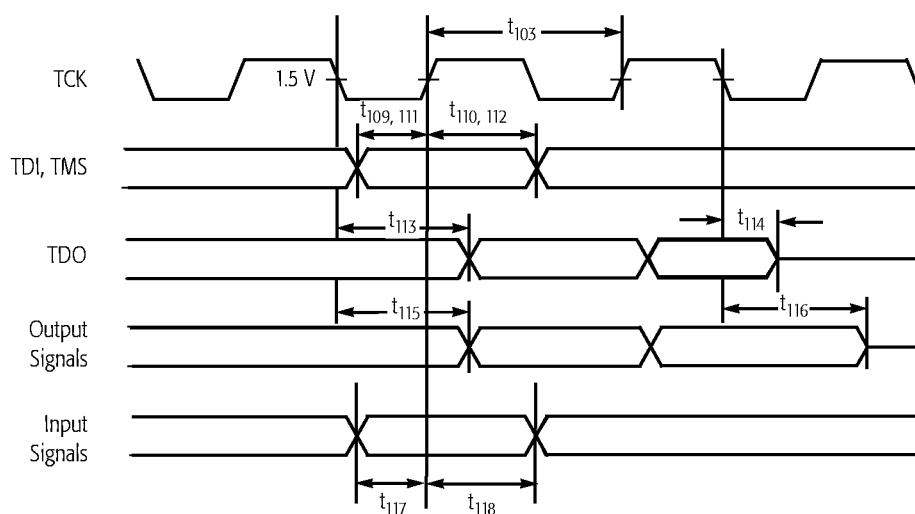 t103
TCK
1.5 V
t109, 111
t110, 112
TDI, TMS
t113
t114
TDO
t115
t116
Output
Signals
Input
Signals
t117
t118